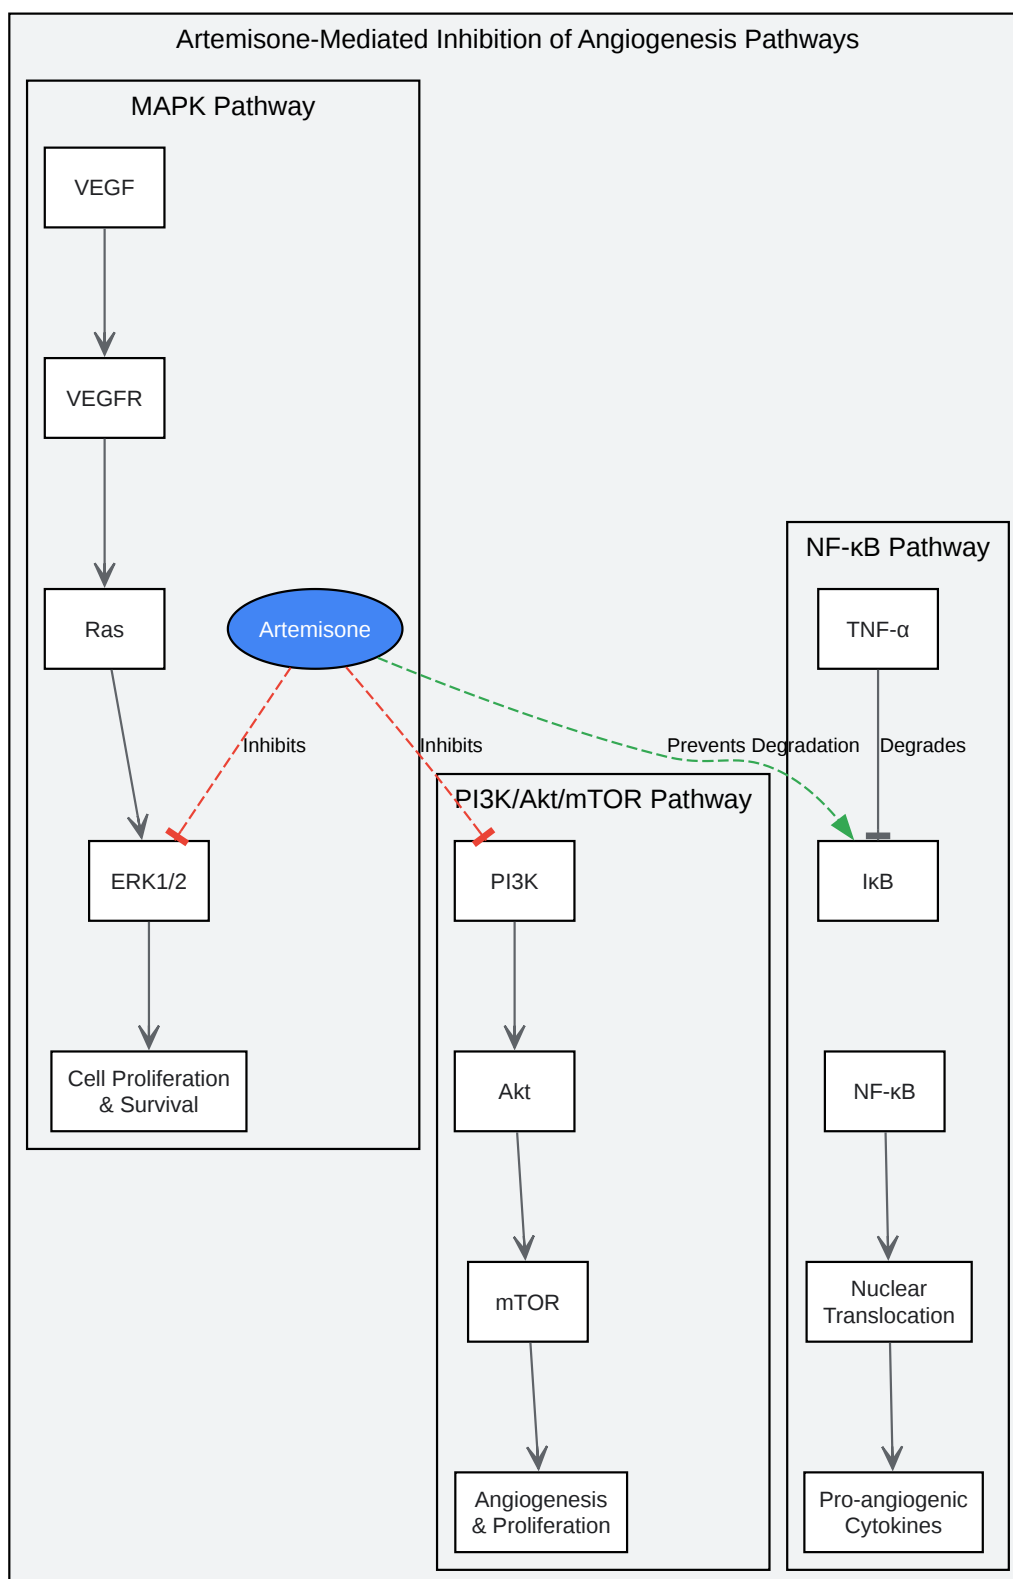 Artemisone-Mediated Inhibition of Angiogenesis Pathways
MAPK Pathway
VEGF
VEGFR
Ras
Artemisone
Inhibits
Inhibits
ERK1/2
Cell Proliferation
& Survival
PI3K/Akt/mTOR Pathway
PI3K
Akt
mTOR
Angiogenesis
& Proliferation
NF-κB Pathway
TNF-α
Prevents Degradation
Degrades
IκB
NF-κB
Nuclear
Translocation
Pro-angiogenic
Cytokines